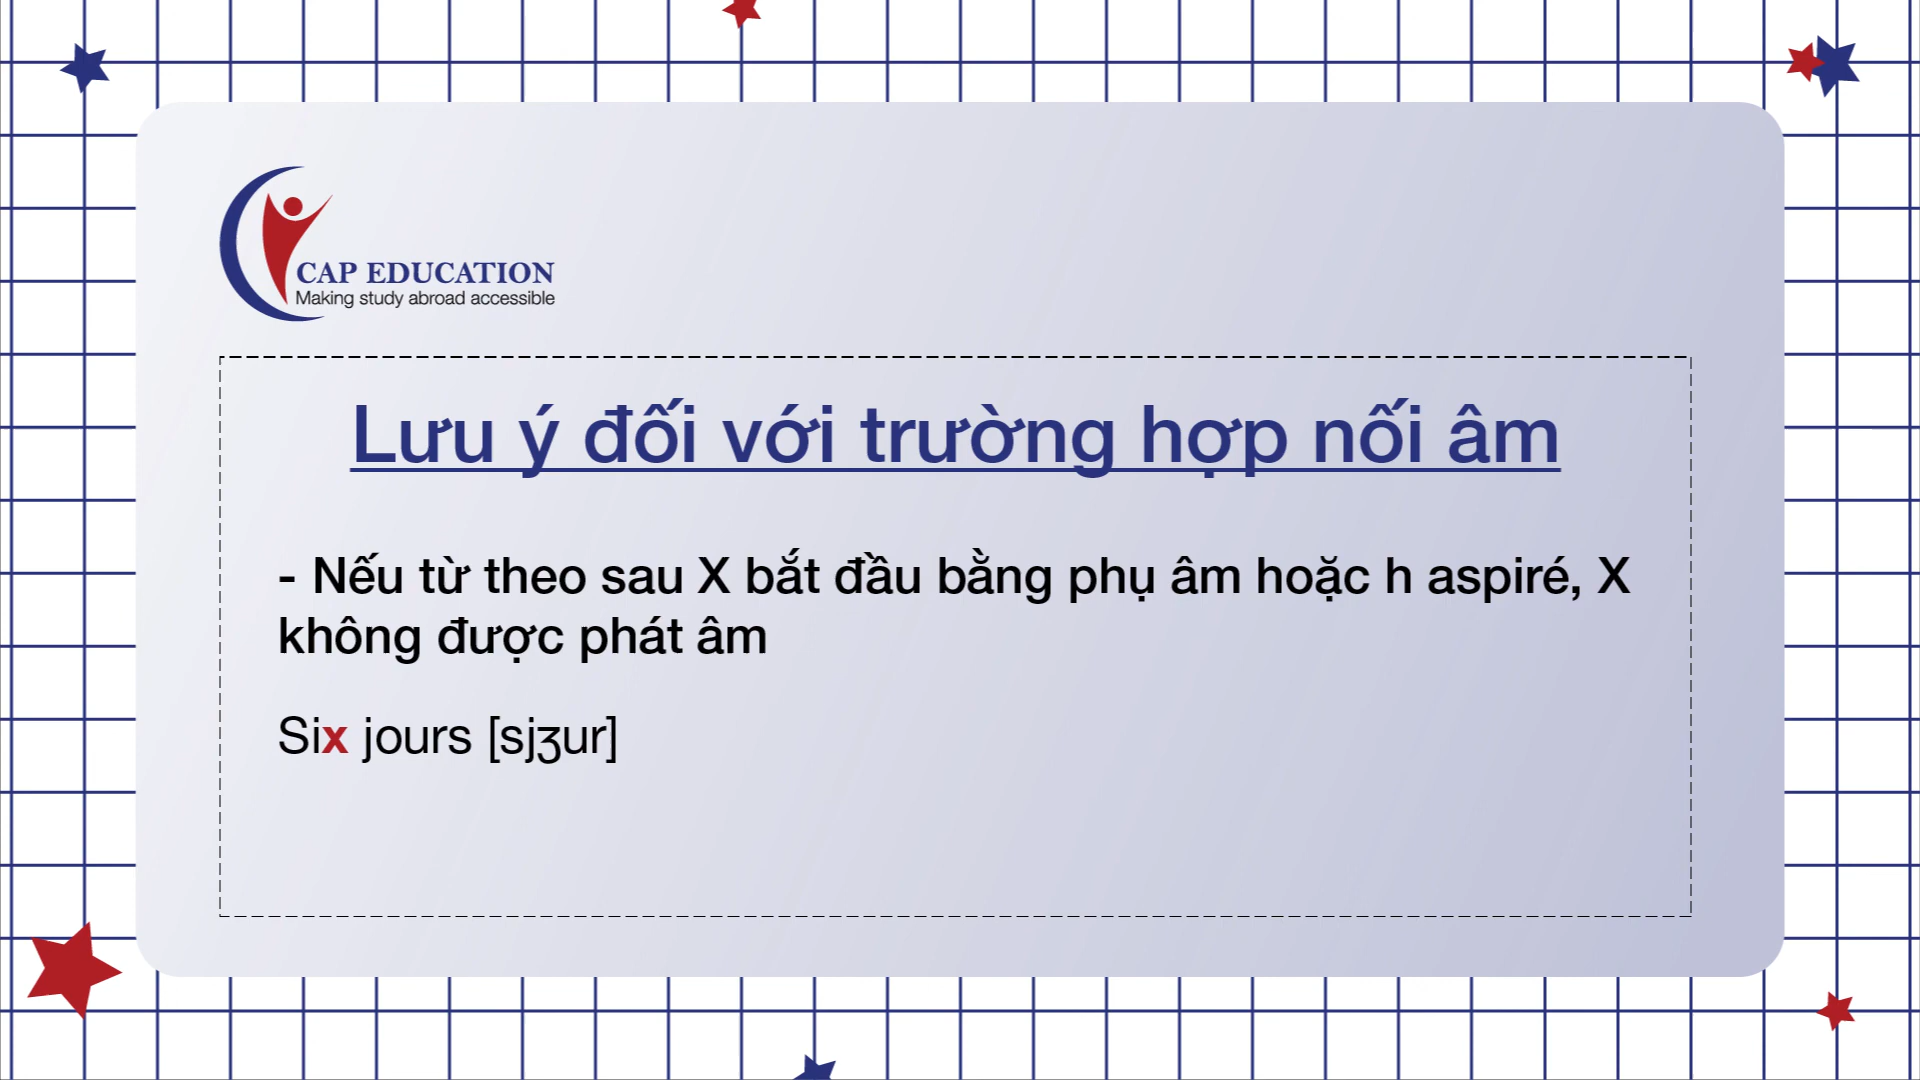 CAP EDUCATION
Making study abroad accessible
Lưu ý đối với trường hợp nối âm
- Nếu từ theo sau X bắt đầu bằng phụ âm hoặc h aspiré, X
không được phát âm
Six jours [sjʒur]